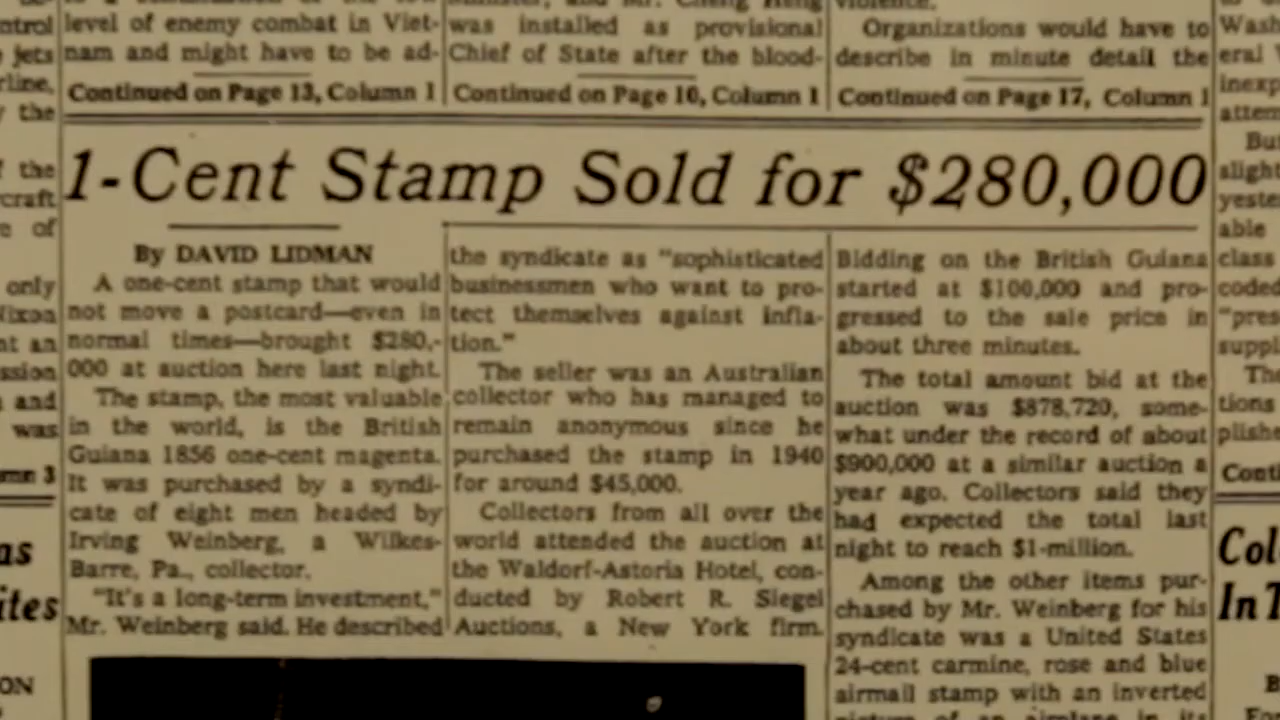 level of enemy combat in Viet-
nam and might have to be ad-
Continued on Page 13, Column 1
was installed as provisional
Chief of State after the blood-
Continued on Page 16, Column 1
violence.
Organizations would have to
describe in minute detail the
Continued on Page 17, Column 1
1-Cent Stamp Sold for $280,000
By DAVID LIDMAN
A one-cent stamp that would
not move a postcard—even in
normal times—brought $280,-
000 at auction here last night.
The stamp, the most valuable
in the world, is the British
Guiana 1856 one-cent magenta.
It was purchased by a syndi-
cate of eight men headed by
Irving Weinberg, a Wilkes-
Barre, Pa., collector.
"It's a long-term investment,"
Mr. Weinberg said. He described
the syndicate as "sophisticated
businessmen who want to pro-
tect themselves against infla-
tion."
The seller was an Australian
collector who has managed to
remain anonymous since he
purchased the stamp in 1940
for around $45,000.
Collectors from all over the
world attended the auction at
the Waldorf-Astoria Hotel, con-
ducted by Robert R. Siegel
Auctions, a New York firm.
Bidding on the British Guiana
started at $100,000 and pro-
gressed to the sale price in
about three minutes.
The total amount bid at the
auction was $878,720, some-
what under the record of about
$900,000 at a similar auction a
year ago. Collectors said they
had expected the total last
night to reach $1-million.
Among the other items pur-
chased by Mr. Weinberg for his
syndicate was a United States
24-cent carmine, rose and blue
airmail stamp with an inverted
jets
the
the
of
only
and
was
able
class